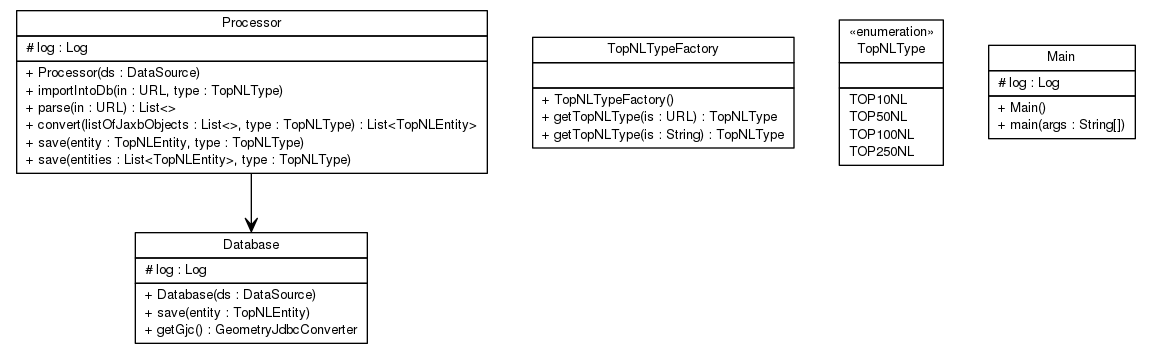 Processor
# log : Log
+ Processor(ds : DataSource)
+ importIntoDb(in : URL, type : TopNLType)
+ parse(in : URL) : List<>
+ convert(listOfJaxbObjects : List<>, type : TopNLType) : List<TopNLEntity>
+ save(entity : TopNLEntity, type : TopNLType)
+ save(entities : List<TopNLEntity>, type : TopNLType)
Database
# log : Log
+ Database(ds : DataSource)
+ save(entity : TopNLEntity)
+ getGjc() : GeometryJdbcConverter
TopNLTypeFactory
+ TopNLTypeFactory()
+ getTopNLType(is : URL) : TopNLType
+ getTopNLType(is : String) : TopNLType
«enumeration»
TopNLType
TOP10NL
TOP50NL
TOP100NL
TOP250NL
Main
# log : Log
+ Main()
+ main(args : String[])